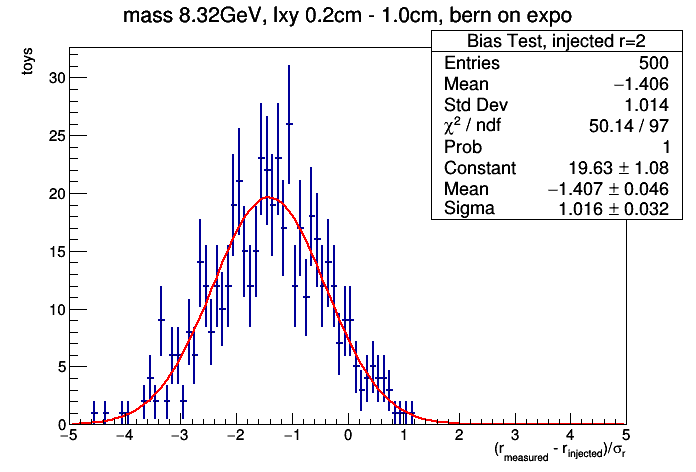 mass 8.32GeV, lxy 0.2cm - 1.0cm, bern on expo
Bias Test, injected r=2
Entries 500
Mean −1.406
Std Dev 1.014
χ² / ndf 50.14 / 97
Prob 1
Constant 19.63 ± 1.08
Mean −1.407 ± 0.046
Sigma 1.016 ± 0.032
toys
30
25
20
15
10
5
0
−5 −4 −3 −2 −1 0 1 2 3 4 5
(r_measured - r_injected)/σ_r